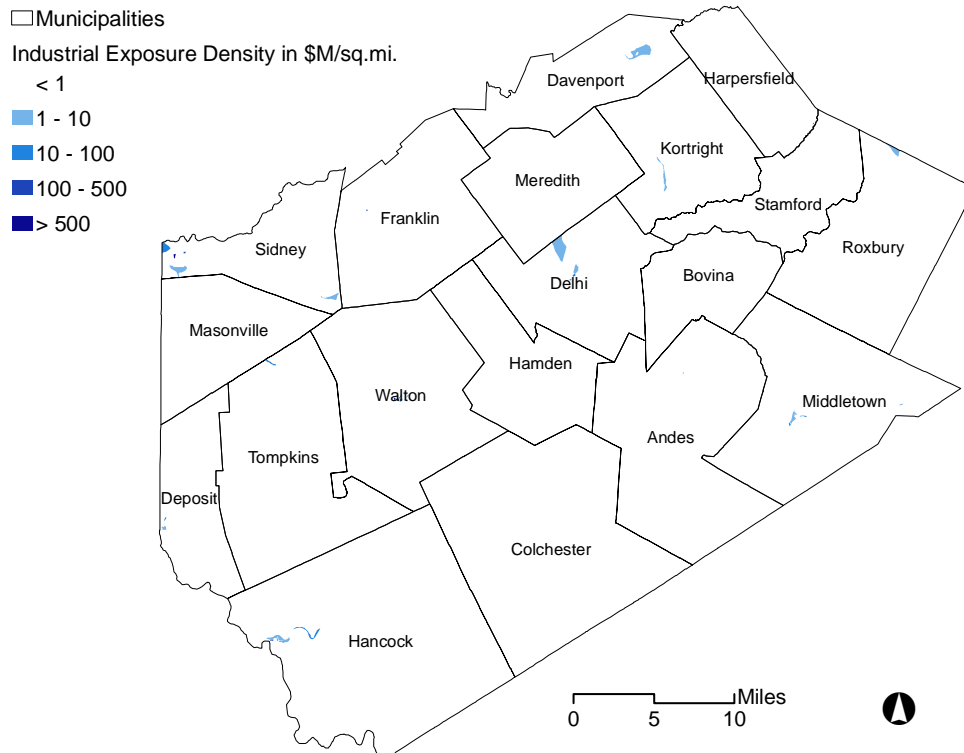 Municipalities
Industrial Exposure Density in $M/sq.mi.
< 1
1 - 10
10 - 100
100 - 500
> 500
Davenport
Harpersfield
Kortright
Meredith
Stamford
Franklin
Roxbury
Sidney
Bovina
Delhi
Masonville
Hamden
Walton
Middletown
Andes
Tompkins
Deposit
Colchester
Hancock
Miles
0 5 10